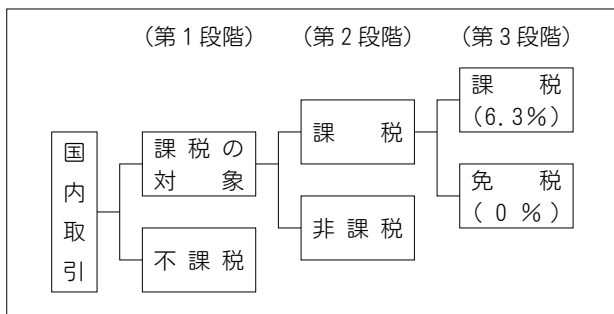 (第1段階) (第2段階) (第3段階)
国内取引
課税の
対象
不課税
課税
非課税
課税
(6.3%)
免税
(0%)